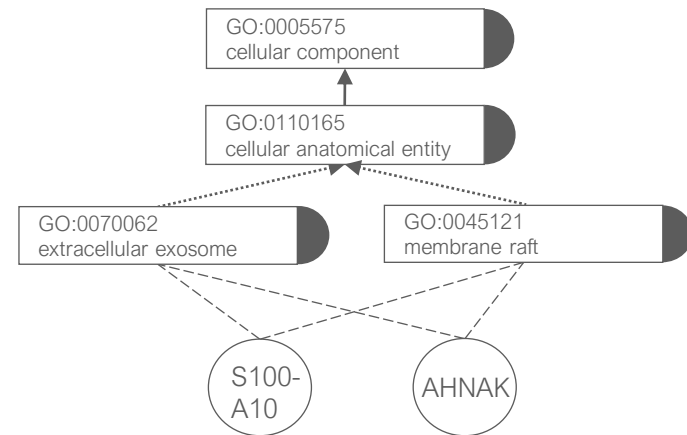 GO:0005575
cellular component
GO:0110165
cellular anatomical entity
GO:0070062
extracellular exosome
GO:0045121
membrane raft
S100-
A10
AHNAK